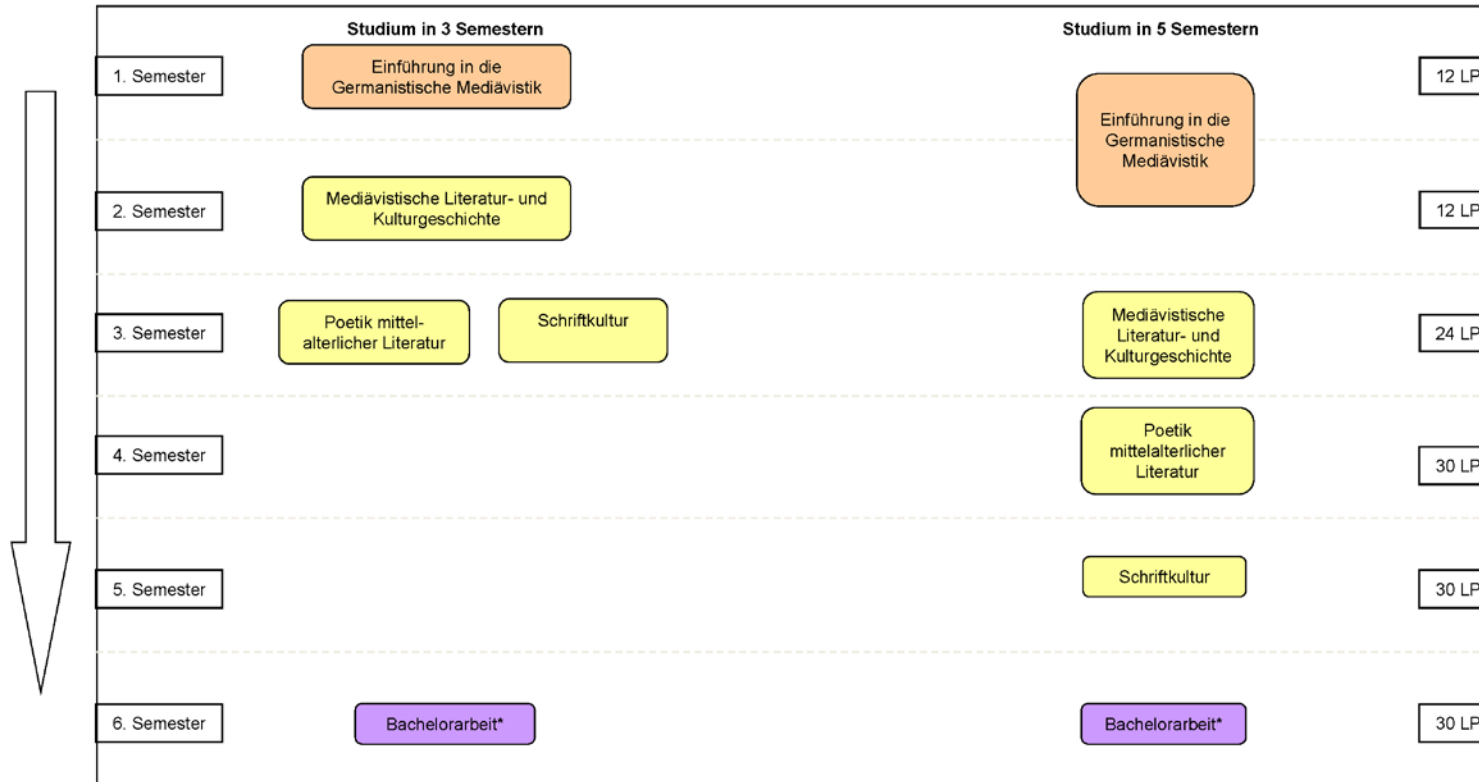 Studium in 3 Semestern
Studium in 5 Semestern
1. Semester
Einführung in die
Germanistische Mediävistik
Einführung in die
Germanistische
Mediävistik
12 LP
2. Semester
Mediävistische Literatur- und
Kulturgeschichte
12 LP
3. Semester
Poetik mittel-
alterlicher Literatur
Schriftkultur
Mediävistische
Literatur- und
Kulturgeschichte
24 LP
4. Semester
Poetik
mittelalterlicher
Literatur
30 LP
5. Semester
Schriftkultur
30 LP
6. Semester
Bachelorarbeit*
Bachelorarbeit*
30 LP